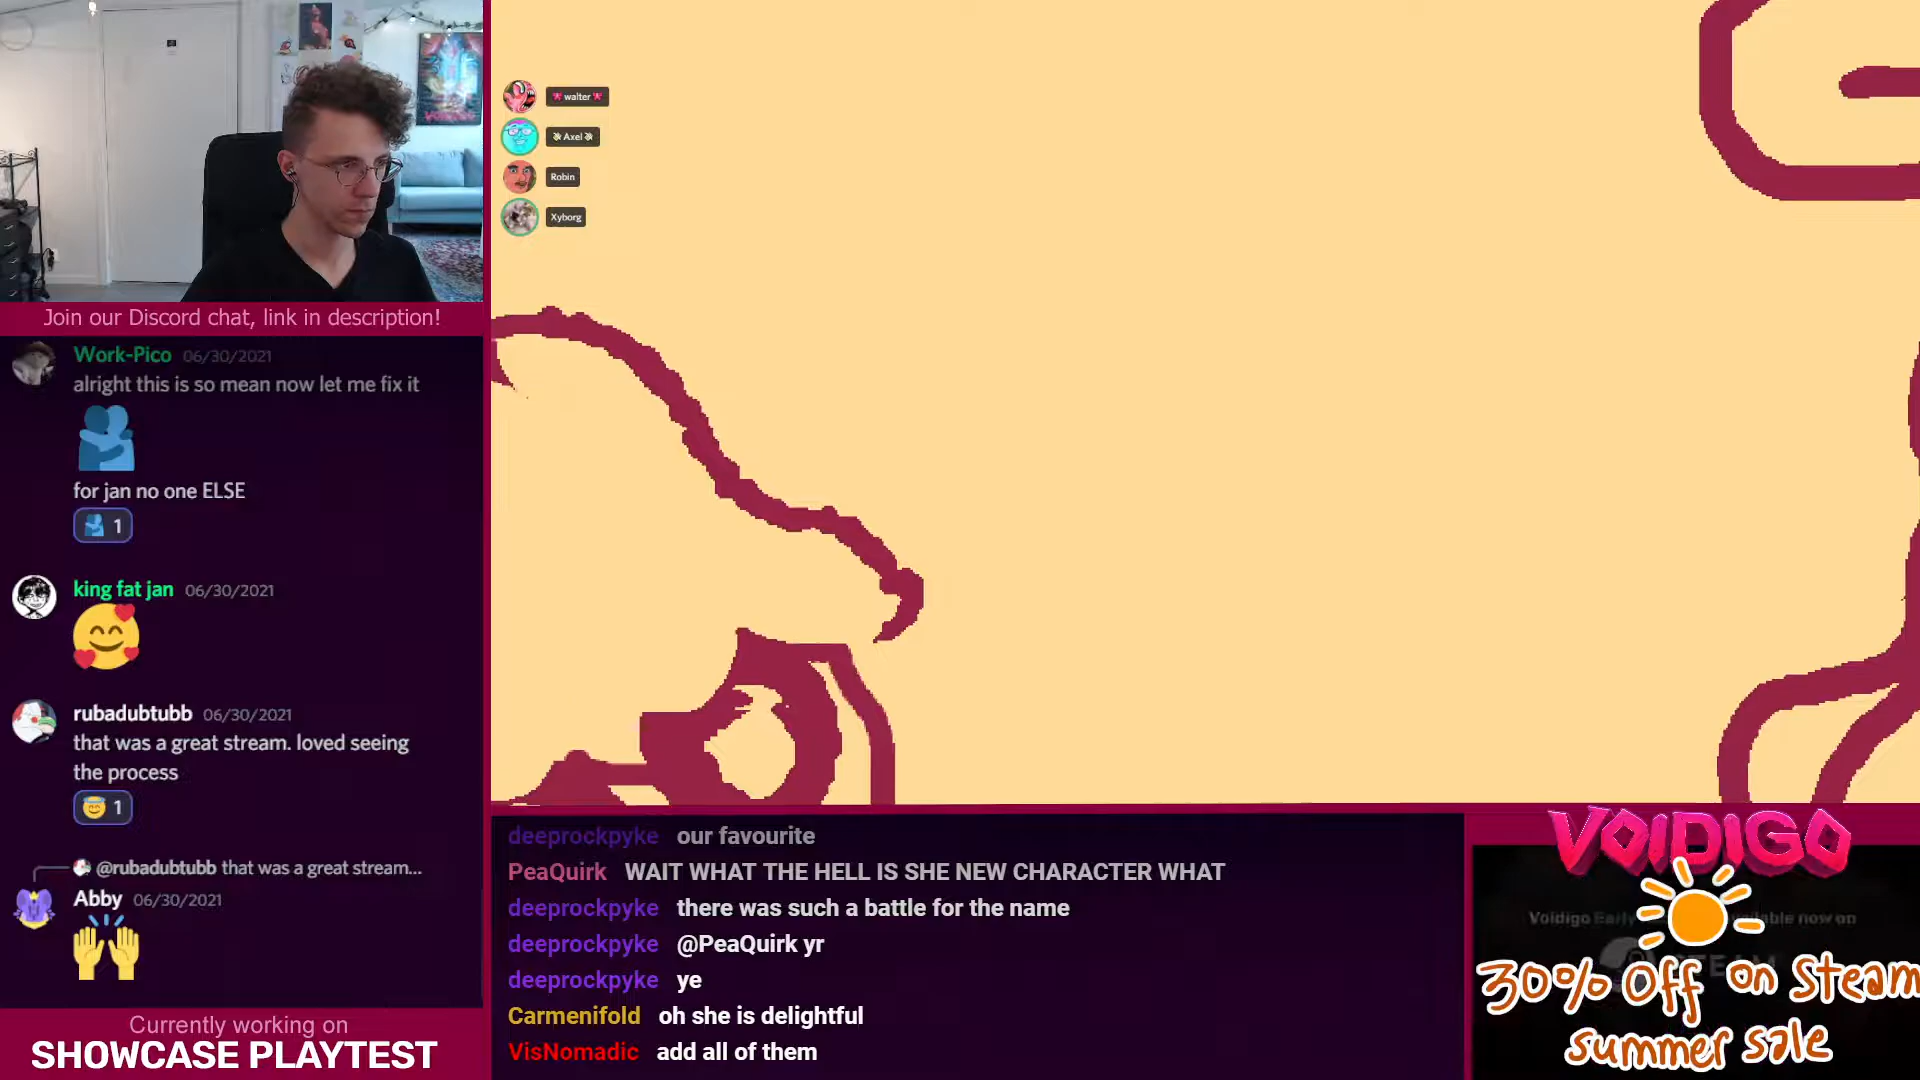 Join our Discord chat, link in description!
Work-Pico 06/30/2021
alright this is so mean now let me fix it
for jan no one ELSE
1
king fat jan 06/30/2021
rubadubtubb 06/30/2021
that was a great stream. loved seeing
the process
1
@rubadubtubb that was a great stream...
Abby 06/30/2021
Currently working on
SHOWCASE PLAYTEST
walter
Axel
Robin
Xyborg
deeprockpyke our favourite
PeaQuirk WAIT WHAT THE HELL IS SHE NEW CHARACTER WHAT
deeprockpyke there was such a battle for the name
deeprockpyke @PeaQuirk yr
deeprockpyke ye
Carmenifold oh she is delightful
VisNomadic add all of them
VOIDIGO
Voidigo Early now on
30% Off on Steam
summer sale